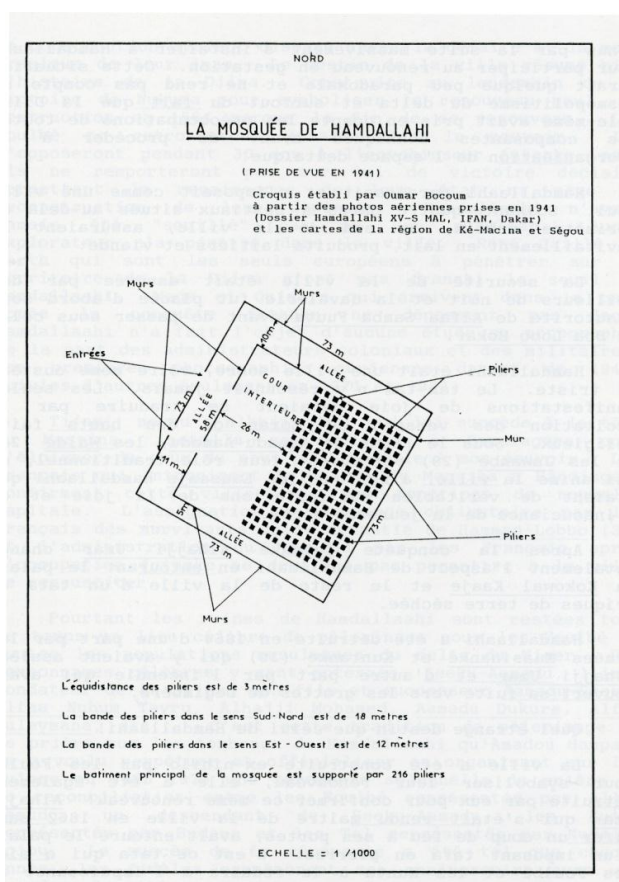 NORD
LA MOSQUÉE DE HAMDALLAHI
(PRISE DE VUE EN 1941)
Croquis établi par Oumar Bocoum
à partir des photos aériennes prises en 1941
(Dossier Hamdallahi XV-S MAL, IFAN, Dakar)
et les cartes de la région de Ké-Macina et Ségou
Murs
Murs
Entrées
10m
73 m
ALLÉE
Piliers
COUR
INTERIEURE
73 m
ALLÉE
58 m
26 m
Mur
11 m
5m
ALLÉE
73 m
73 m
Piliers
Murs
L'équidistance des piliers est de 3 mètres
La bande des piliers dans le sens Sud-Nord est de 18 mètres
La bande des piliers dans le sens Est-Ouest est de 12 mètres
Le batiment principal de la mosquée est supporté par 216 piliers
ECHELLE = 1/1000